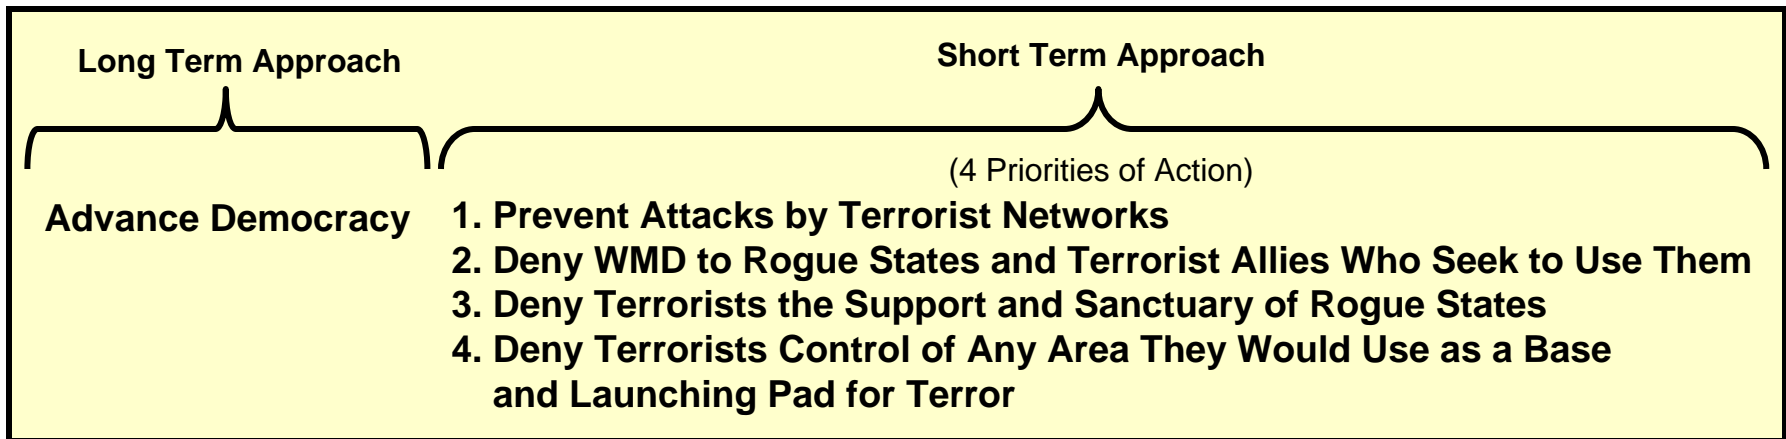 Long Term Approach
Advance Democracy
Short Term Approach
(4 Priorities of Action)
1. Prevent Attacks by Terrorist Networks
2. Deny WMD to Rogue States and Terrorist Allies Who Seek to Use Them
3. Deny Terrorists the Support and Sanctuary of Rogue States
4. Deny Terrorists Control of Any Area They Would Use as a Base
and Launching Pad for Terror